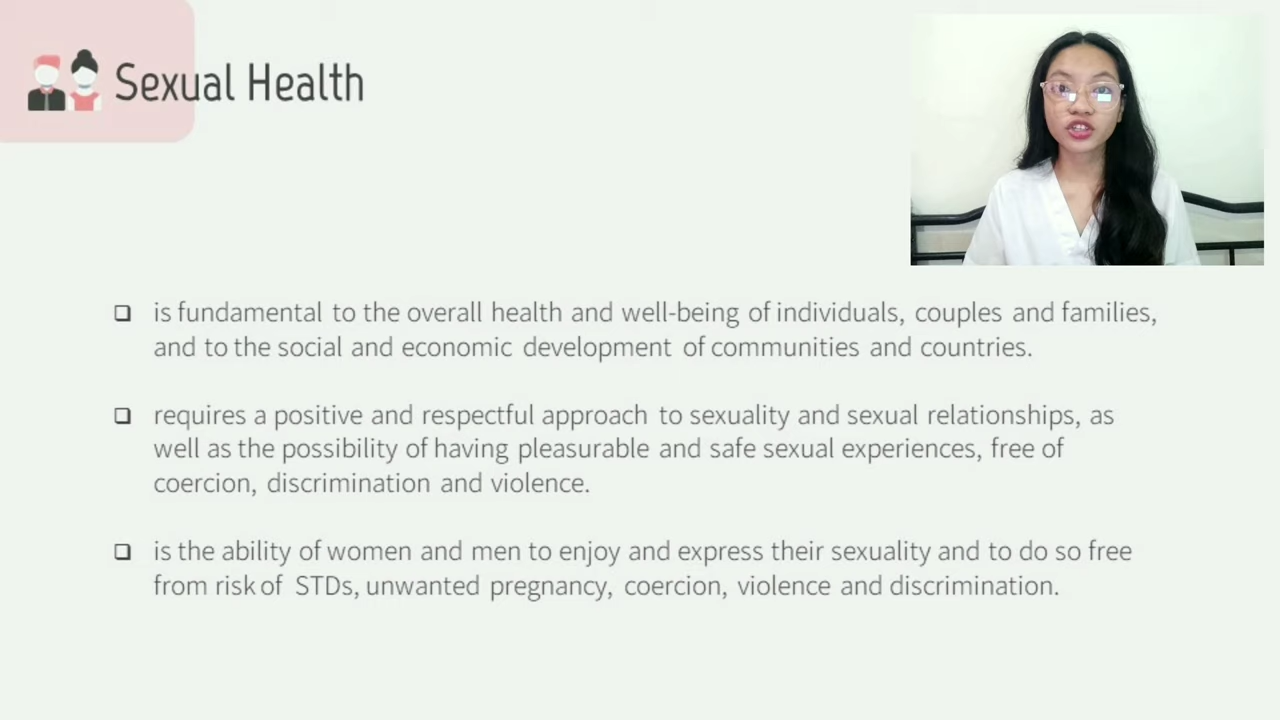 Sexual Health
❑ is fundamental to the overall health and well-being of individuals, couples and families,
and to the social and economic development of communities and countries.
❑ requires a positive and respectful approach to sexuality and sexual relationships, as
well as the possibility of having pleasurable and safe sexual experiences, free of
coercion, discrimination and violence.
❑ is the ability of women and men to enjoy and express their sexuality and to do so free
from risk of STDs, unwanted pregnancy, coercion, violence and discrimination.